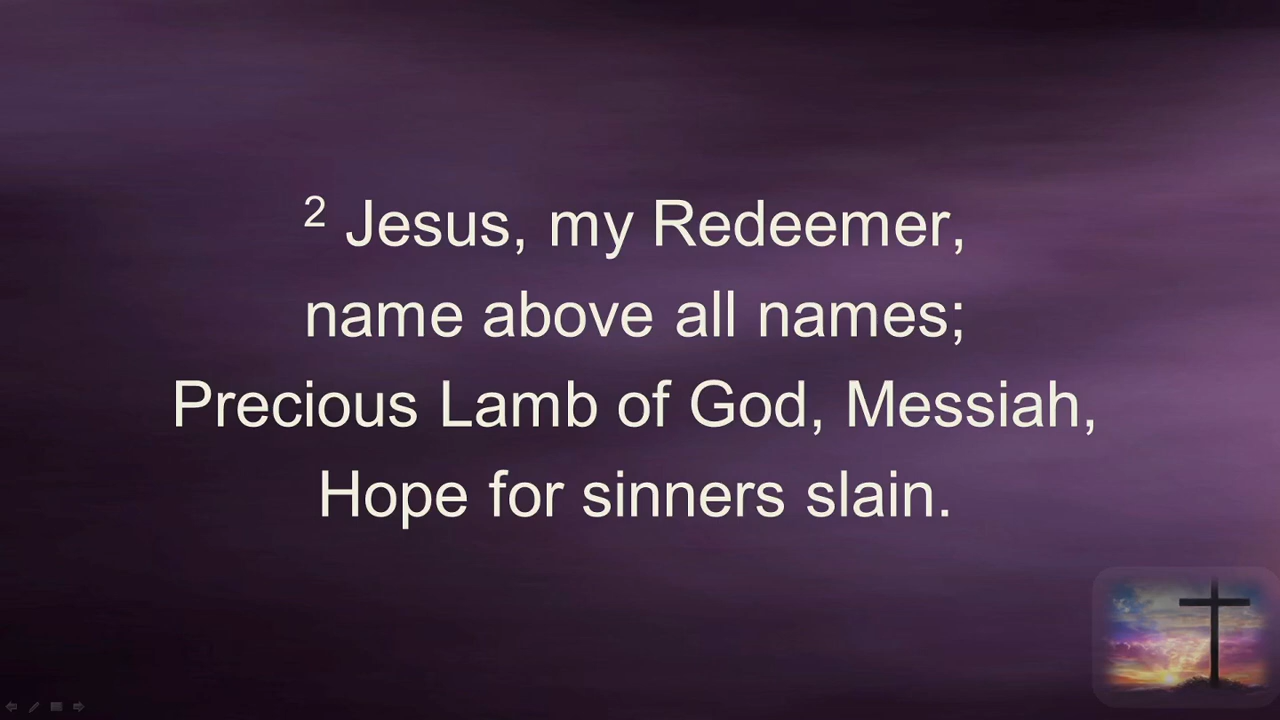 ² Jesus, my Redeemer,
name above all names;
Precious Lamb of God, Messiah,
Hope for sinners slain.